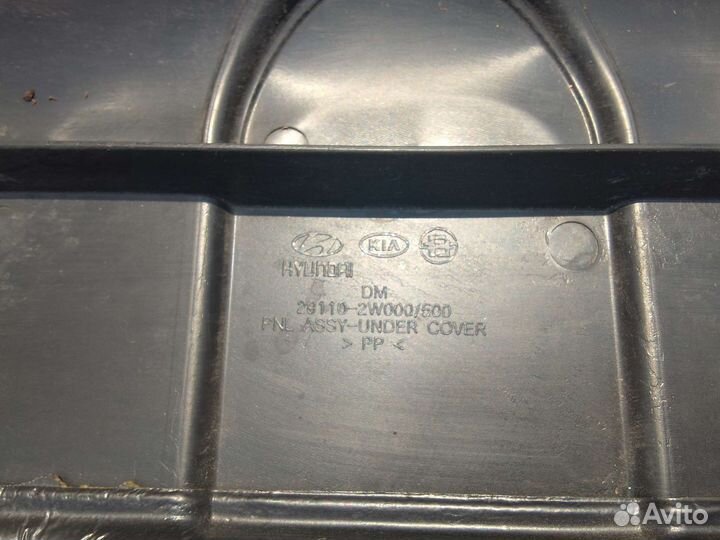 HYUNDAI KIA
DM
29110-2W000/500
PNL ASSY-UNDER COVER
> PP <
Avito